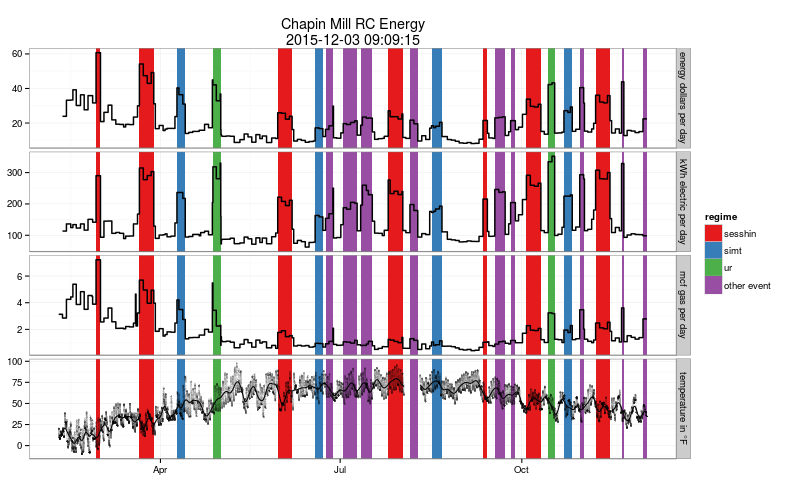 Chapin Mill RC Energy
2015-12-03 09:09:15
60
40
20
energy dollars per day
300
200
100
kWh electric per day
6
4
2
mcf gas per day
100
75
50
25
0
temperature in °F
Apr
Jul
Oct
regime
sesshin
simt
ur
other event